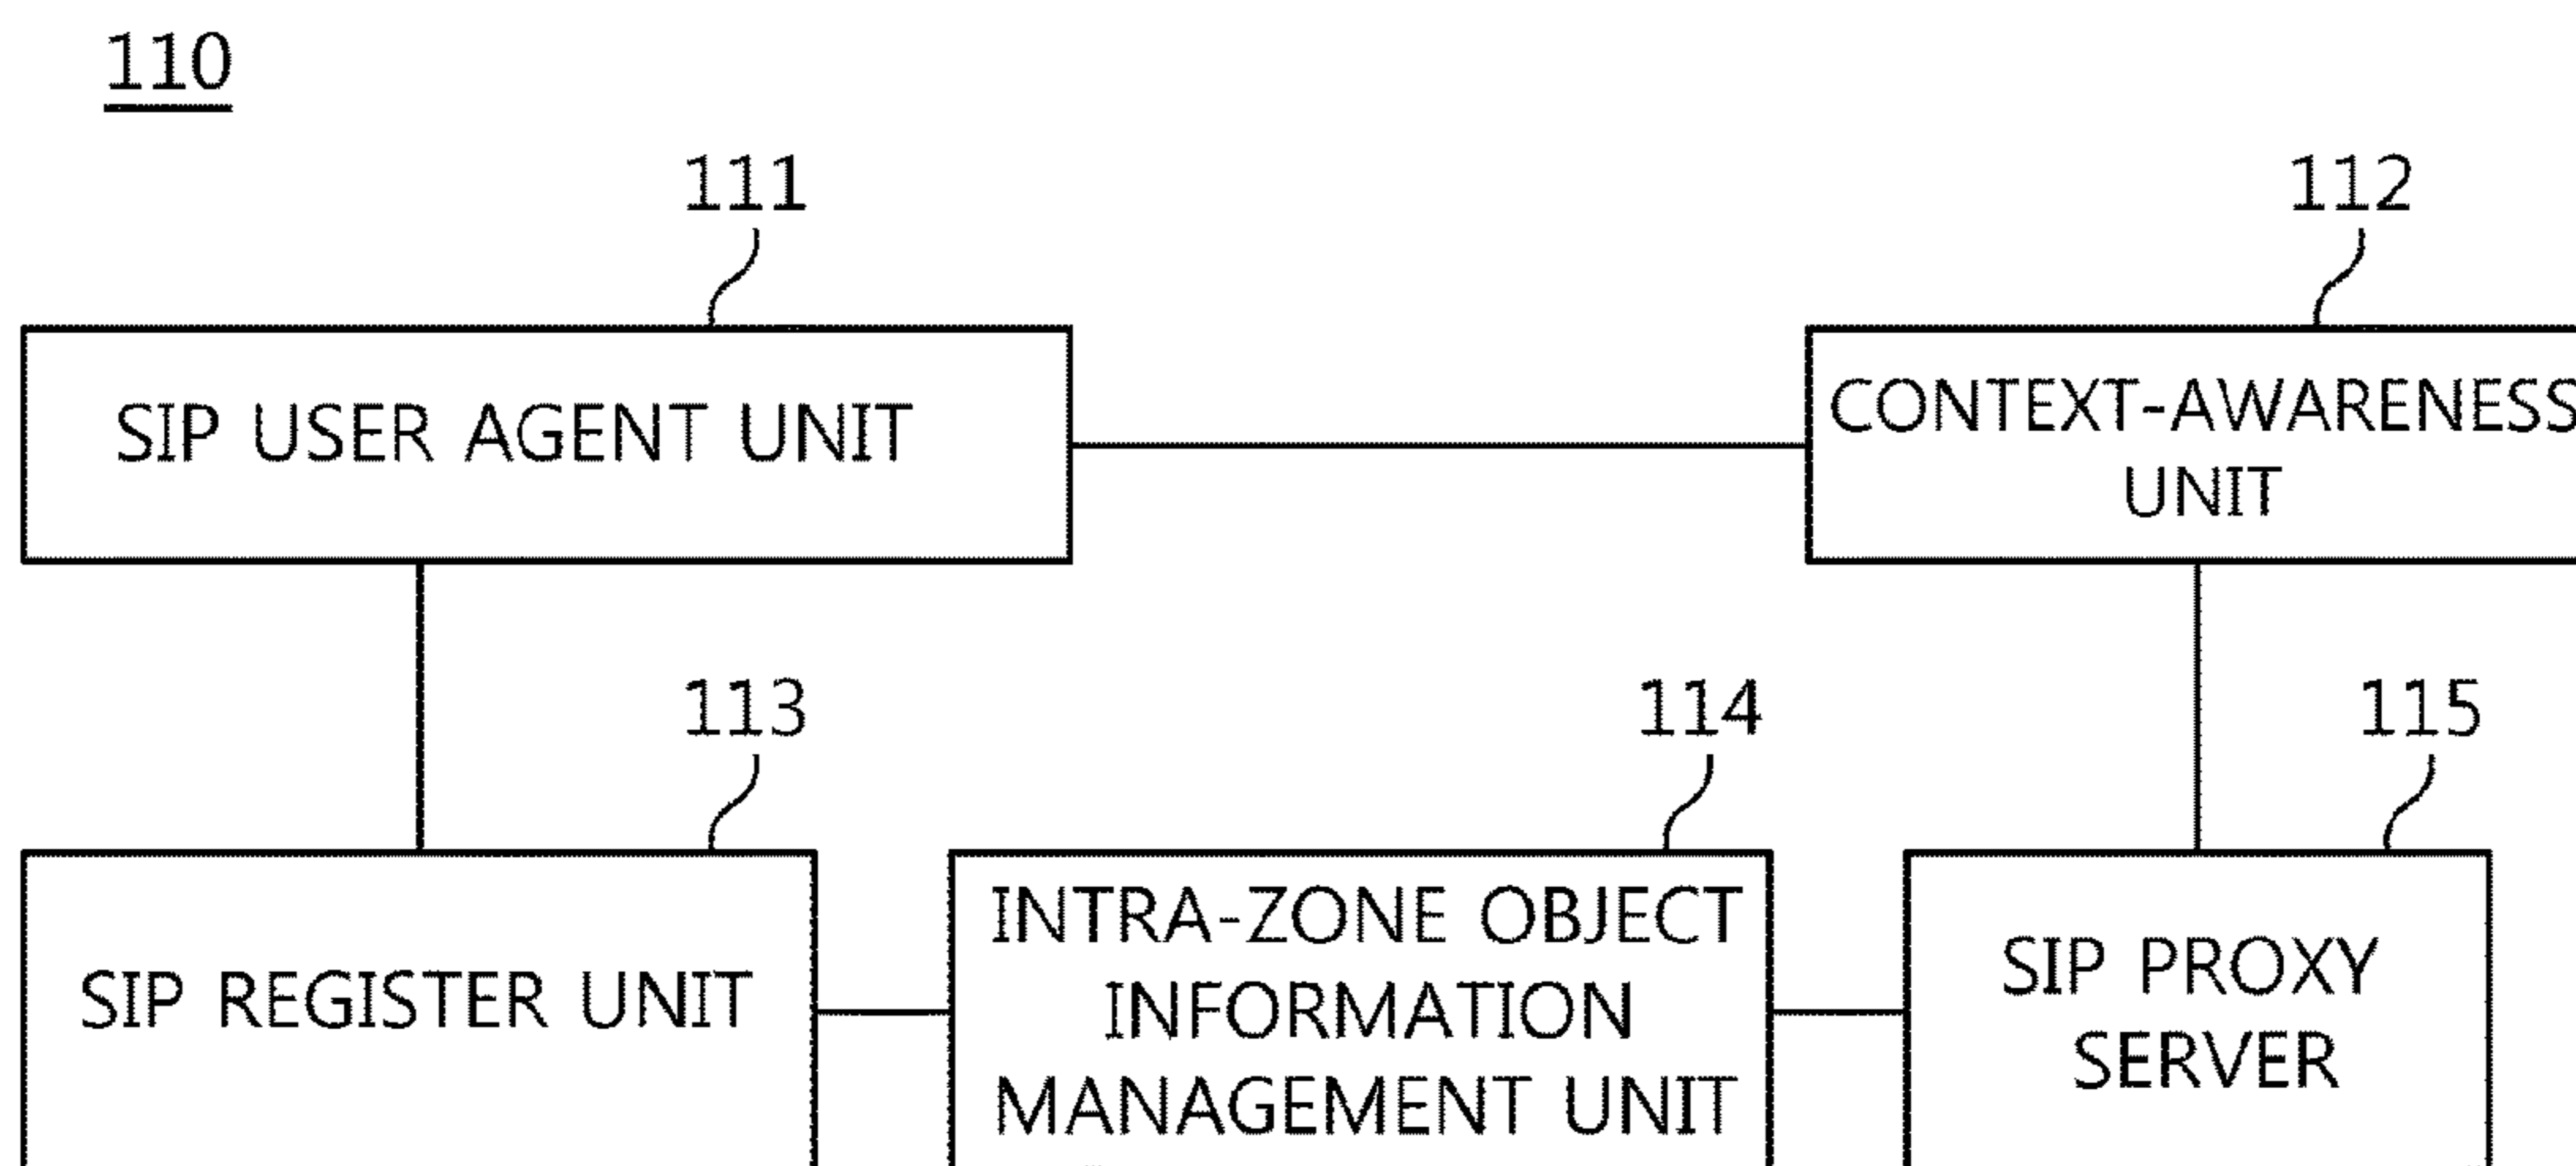 110
111
112
SIP USER AGENT UNIT
CONTEXT-AWARENESS
UNIT
113
114
115
SIP REGISTER UNIT
INTRA-ZONE OBJECT
INFORMATION
MANAGEMENT UNIT
SIP PROXY
SERVER